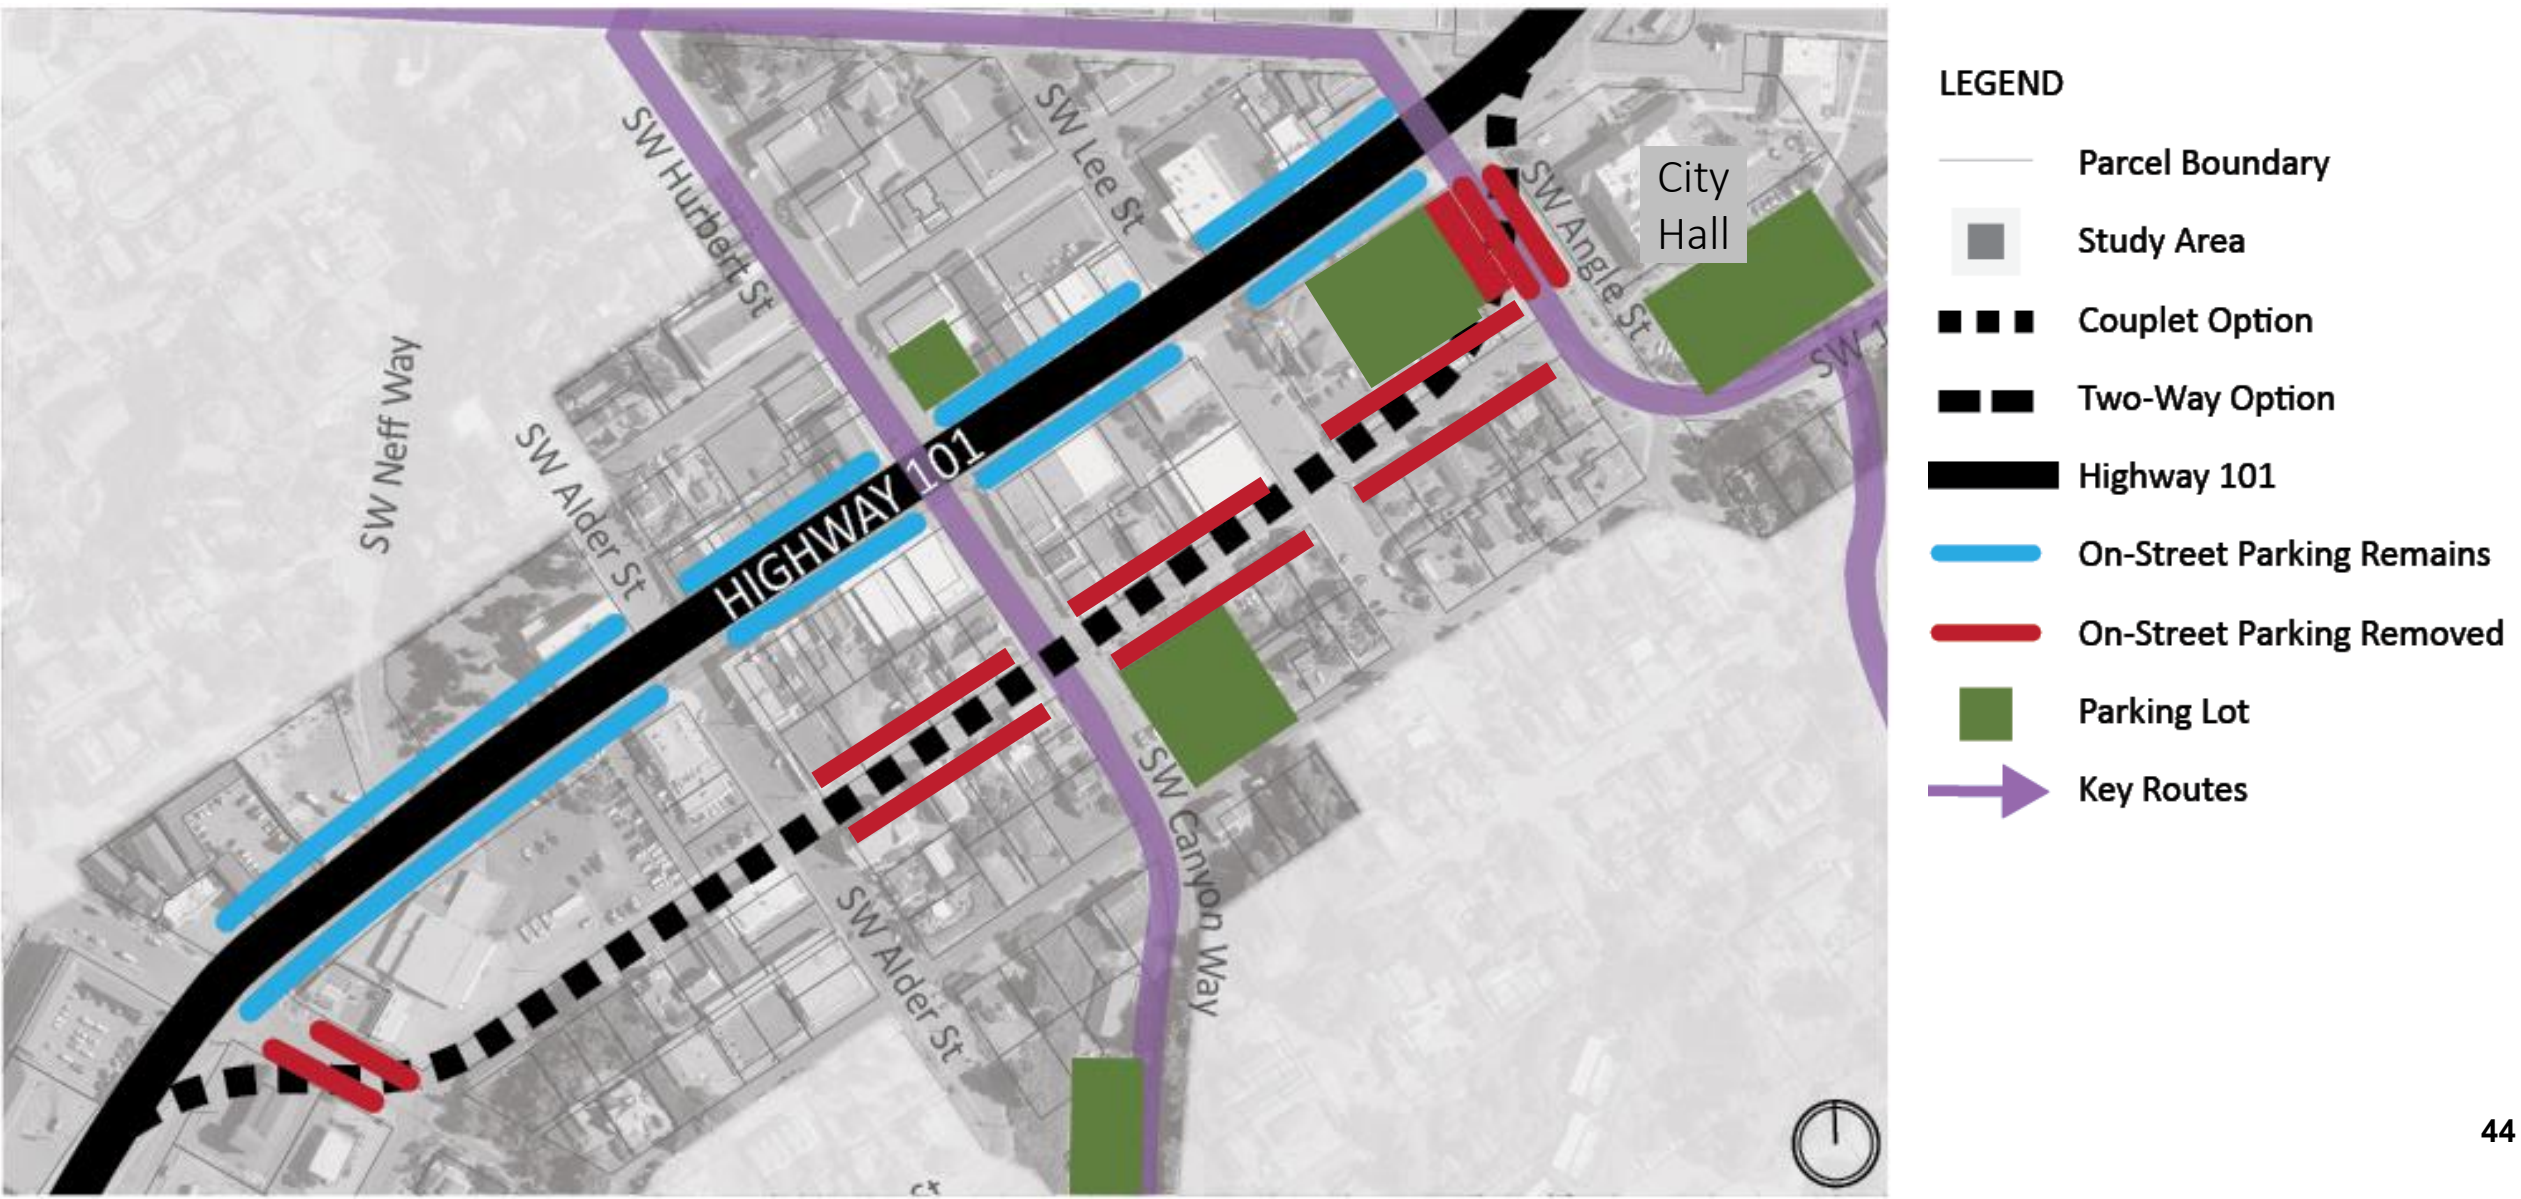 SW Hurbert St
SW Lee St
City
Hall
SW Angle St
SW Neff Way
SW Alder St
HIGHWAY 101
SW Canyon Way
SW Alder St
LEGEND
Parcel Boundary
Study Area
Couplet Option
Two-Way Option
Highway 101
On-Street Parking Remains
On-Street Parking Removed
Parking Lot
Key Routes
44